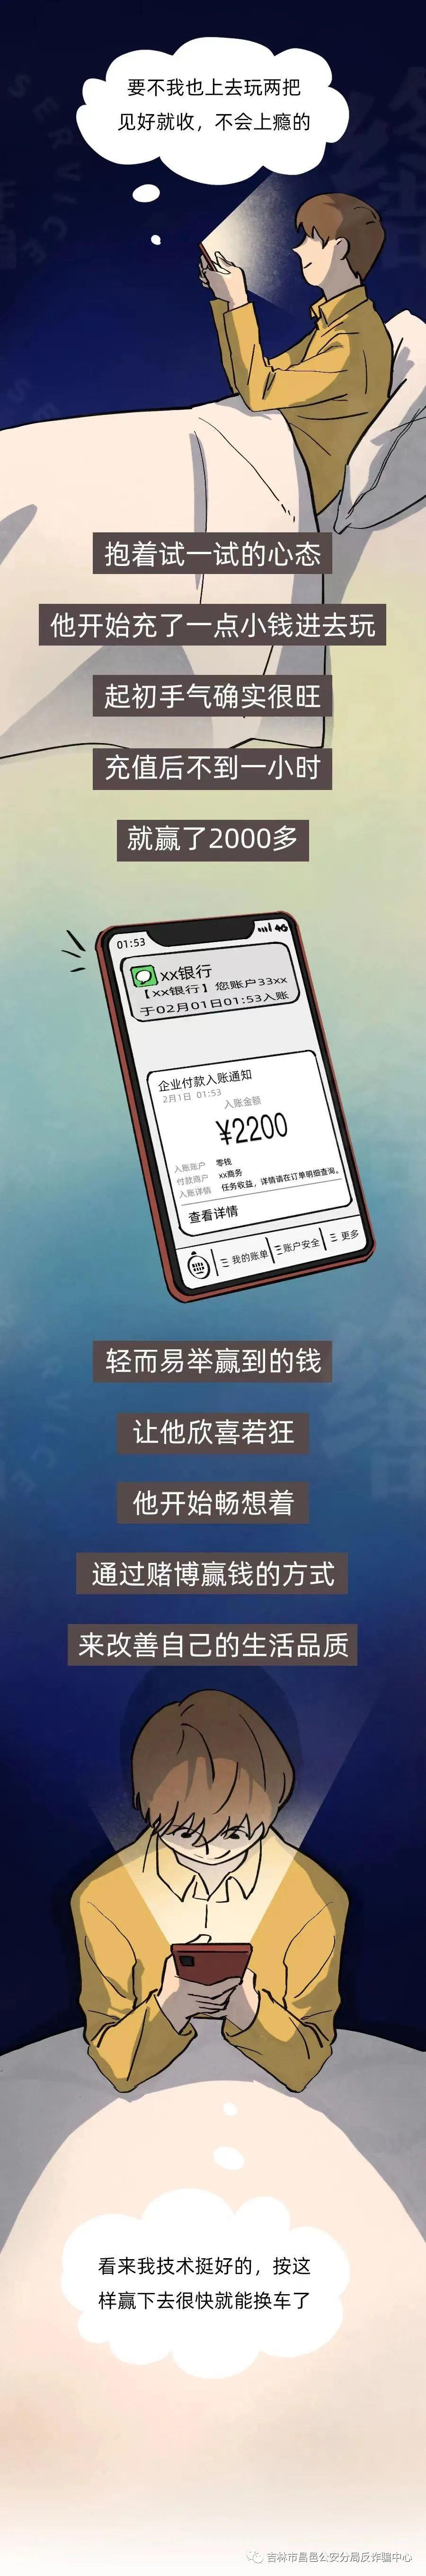 要不我也上去玩两把
见好就收，不会上瘾的
SERVICE
抱着试一试的心态
他开始充了一点小钱进去玩
起初手气确实很旺
充值后不到一小时
就赢了2000多
01:53
4G
xx银行
【xx银行】您账户33xx
于02月01日01:53入账
企业付款入账通知
2月1日 01:53
入账金额
¥2200
入账账户 零钱
付款商户 xx商务
入账详情 任务收益，详情请在订单明细查询。
查看详情
我的账单
账户安全
更多
轻而易举赢到的钱
让他欣喜若狂
他开始畅想着
通过赌博赢钱的方式
来改善自己的生活品质
看来我技术挺好的，按这
样赢下去很快就能换车了
吉林市昌邑公安分局反诈骗中心